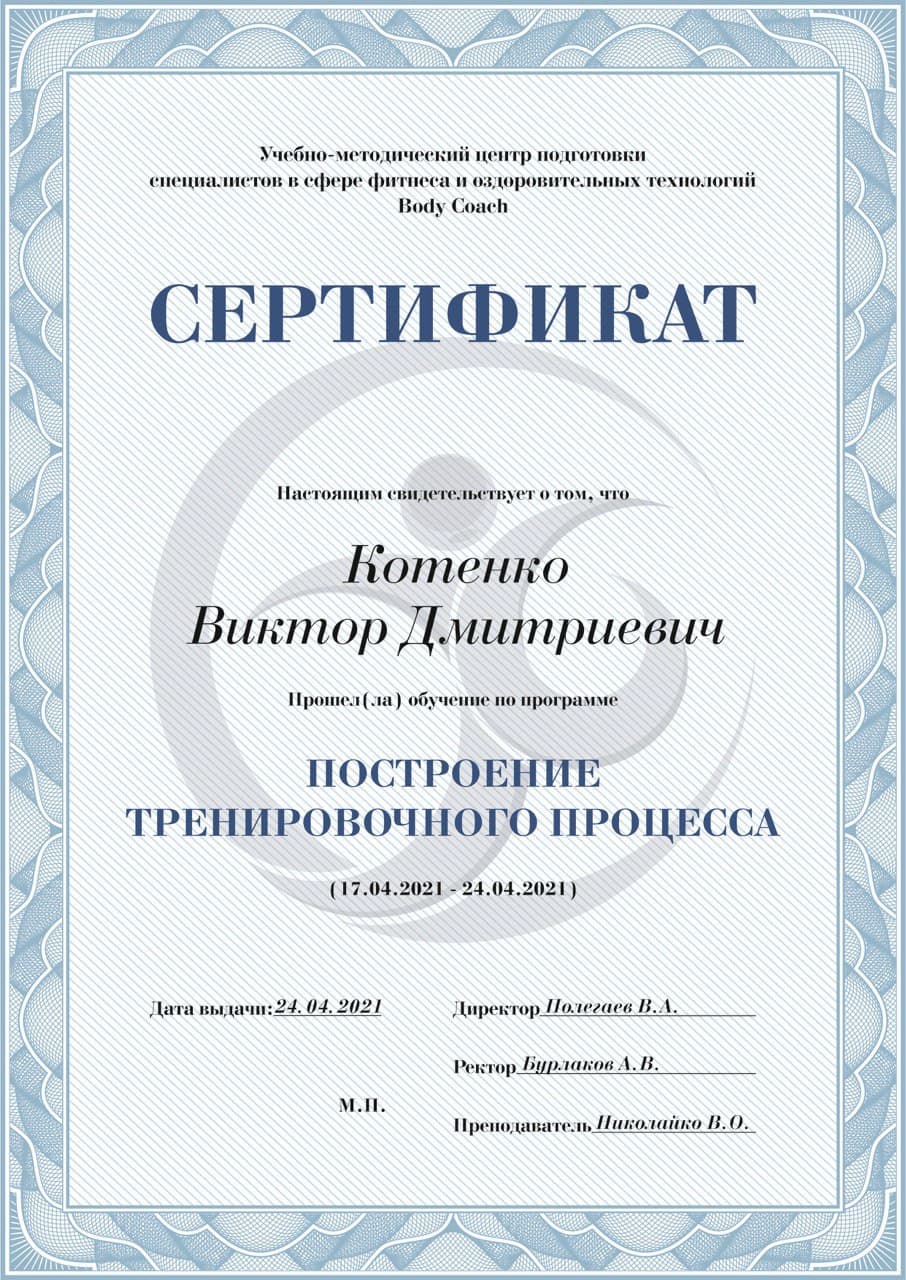 Учебно-методический центр подготовки
специалистов в сфере фитнеса и оздоровительных технологий
Body Coach
СЕРТИФИКАТ
Настоящим свидетельствует о том, что
Котенко
Виктор Дмитриевич
Прошел(ла) обучение по программе
ПОСТРОЕНИЕ
ТРЕНИРОВОЧНОГО ПРОЦЕССА
(17.04.2021 - 24.04.2021)
Дата выдачи: 24.04.2021
Директор Полегаев В.А.
Ректор Бурлаков А.В.
М.П.
Преподаватель Николайко В.О.